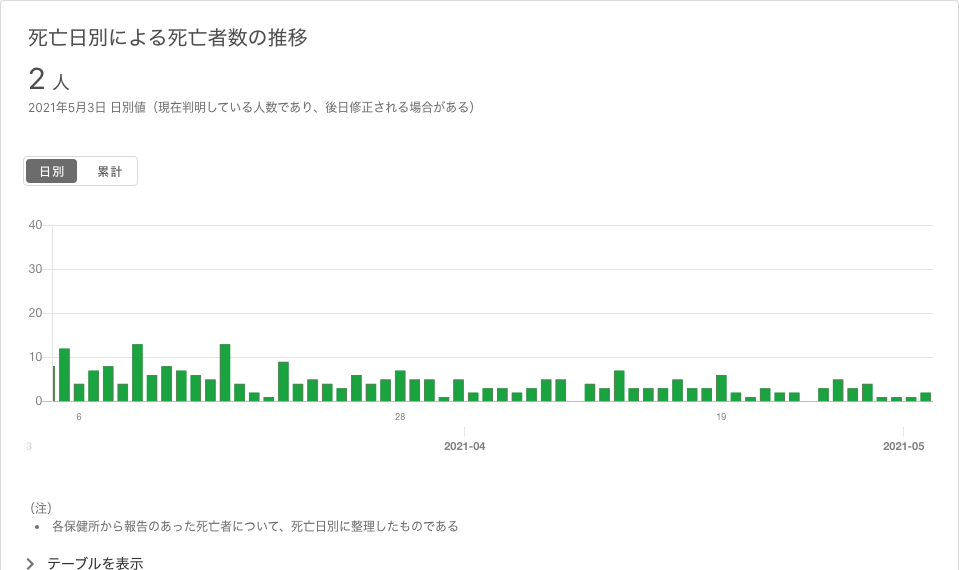 死亡日別による死亡者数の推移
2 人
2021年5月3日 日別値（現在判明している人数であり、後日修正される場合がある）
日別 累計
40
30
20
10
0
6 28 19
3 2021-04 2021-05
（注）
• 各保健所から報告のあった死亡者について、死亡日別に整理したものである
テーブルを表示